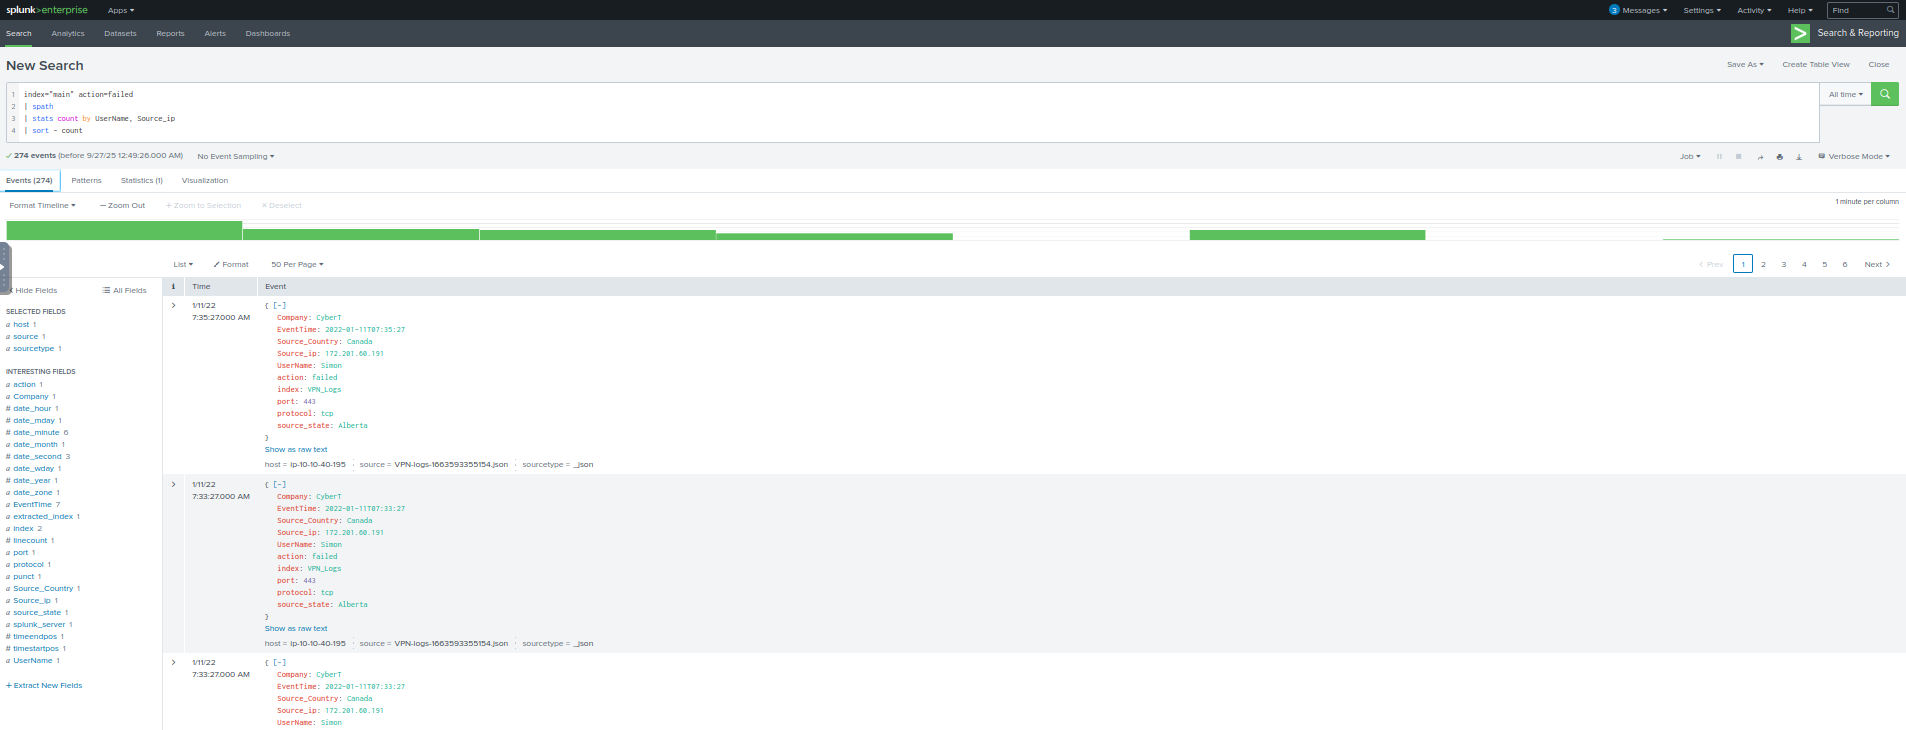 splunk>enterprise Apps 3 Messages Settings Activity Help Find
Search Analytics Datasets Reports Alerts Dashboards Search & Reporting
New Search Save As Create Table View Close
1 index="main" action=failed All time
2 | spath
3 | stats count by UserName, Source_ip
4 | sort - count
274 events (before 9/27/25 12:49:26.000 AM) No Event Sampling Job Verbose Mode
Events (274) Patterns Statistics (1) Visualization
Format Timeline — Zoom Out + Zoom to Selection × Deselect 1 minute per column
List Format 50 Per Page < Prev 1 2 3 4 5 6 Next >
Hide Fields All Fields
SELECTED FIELDS
a host 1
a source 1
a sourcetype 1
INTERESTING FIELDS
a action 1
a Company 1
# date_hour 1
# date_mday 1
# date_minute 6
a date_month 1
# date_second 3
a date_wday 1
# date_year 1
a date_zone 1
a EventTime 7
a extracted_index 1
a index 2
# linecount 1
a port 1
a protocol 1
a punct 1
a Source_Country 1
a Source_ip 1
a source_state 1
a splunk_server 1
# timeendpos 1
# timestartpos 1
a UserName 1
+ Extract New Fields
i Time Event
> 1/11/22 { [-]
7:35:27.000 AM Company: CyberT
EventTime: 2022-01-11T07:35:27
Source_Country: Canada
Source_ip: 172.201.60.191
UserName: Simon
action: failed
index: VPN_Logs
port: 443
protocol: tcp
source_state: Alberta
}
Show as raw text
host = ip-10-10-40-195 source = VPN-logs-1663593355154.json sourcetype = _json
> 1/11/22 { [-]
7:33:27.000 AM Company: CyberT
EventTime: 2022-01-11T07:33:27
Source_Country: Canada
Source_ip: 172.201.60.191
UserName: Simon
action: failed
index: VPN_Logs
port: 443
protocol: tcp
source_state: Alberta
}
Show as raw text
host = ip-10-10-40-195 source = VPN-logs-1663593355154.json sourcetype = _json
> 1/11/22 { [-]
7:33:27.000 AM Company: CyberT
EventTime: 2022-01-11T07:33:27
Source_Country: Canada
Source_ip: 172.201.60.191
UserName: Simon